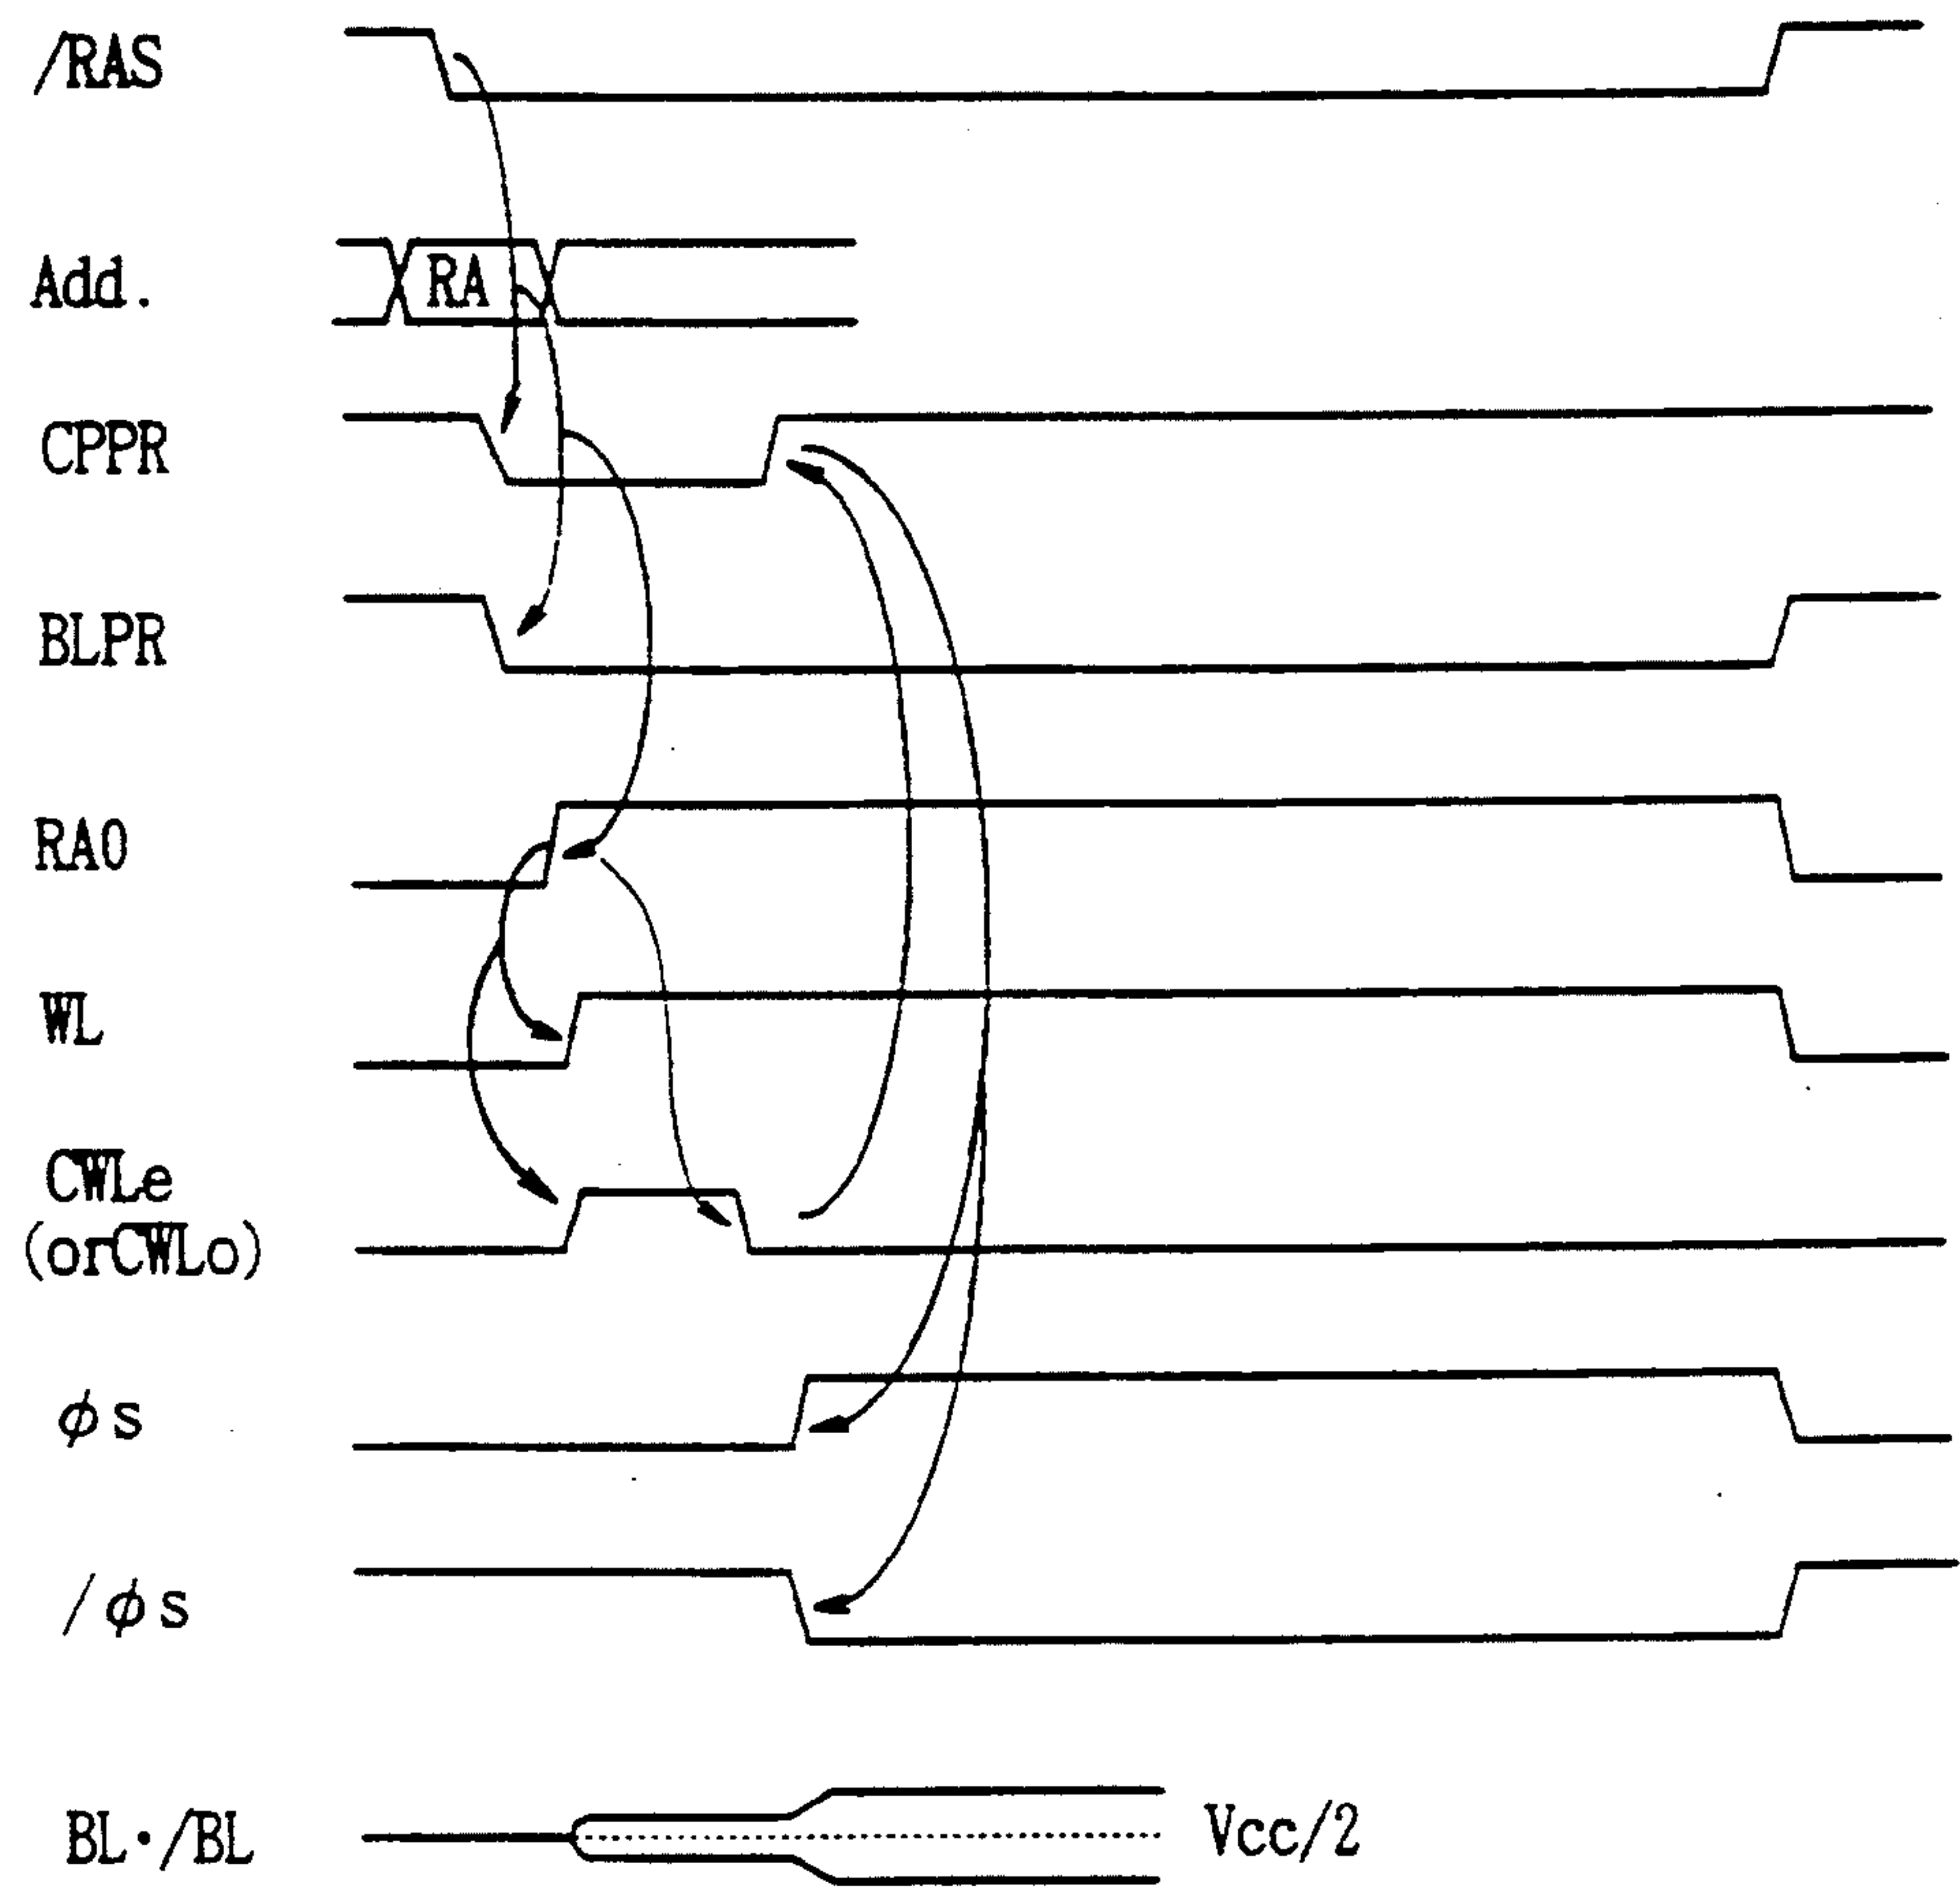 /RAS
Add.
RA
CPPR
BLPR
RA0
WL
CWLe
(orCWLo)
ϕs
/ϕs
BL·/BL
Vcc/2